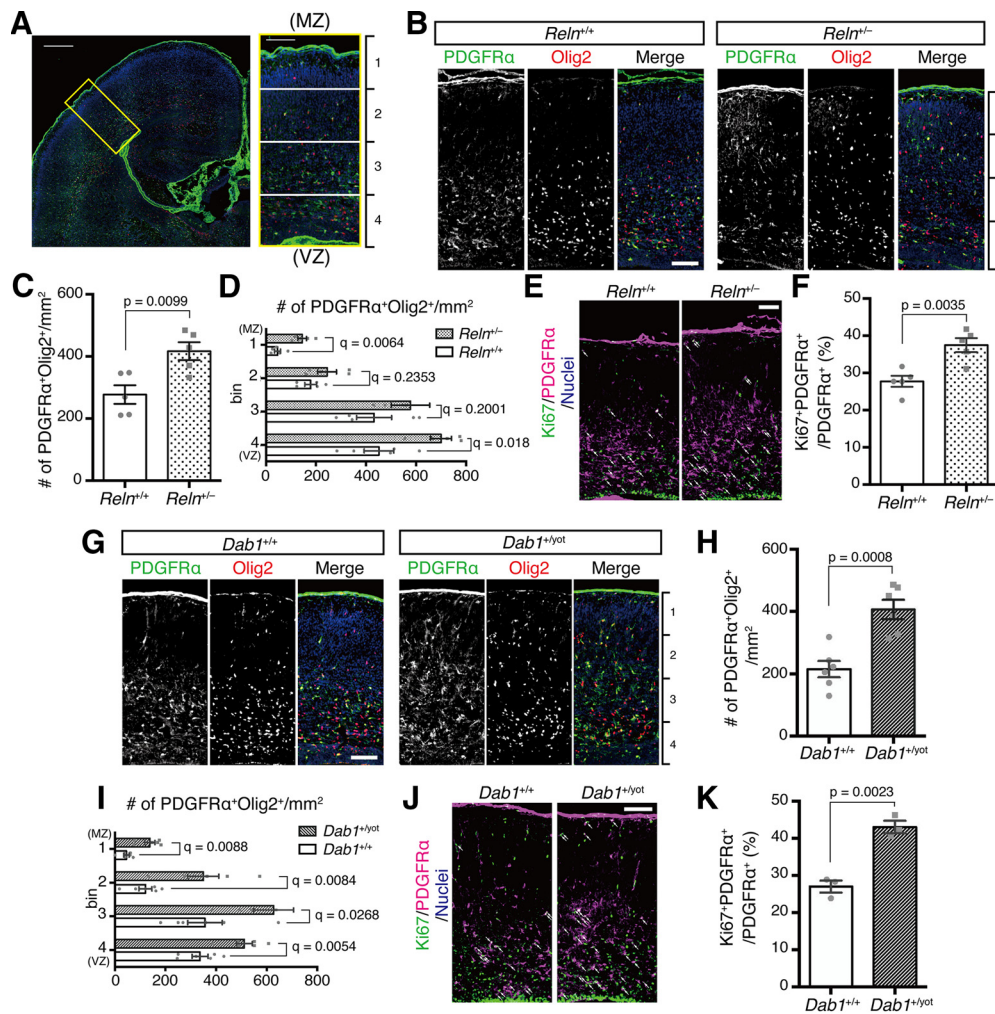 A
(MZ)
1
2
3
4
(VZ)
B
Reln+/+
PDGFRα Olig2 Merge
Reln+/–
PDGFRα Olig2 Merge
1
2
3
4
C
# of PDGFRα+Olig2+/mm2
600
400
200
0
p = 0.0099
Reln+/+ Reln+/–
D
# of PDGFRα+Olig2+/mm2
Reln+/–
Reln+/+
bin
(MZ)
1
2
3
4
(VZ)
q = 0.0064
q = 0.2353
q = 0.2001
q = 0.018
0 200 400 600 800
E
Reln+/+ Reln+/–
Ki67/PDGFRα
/Nuclei
F
Ki67+PDGFRα+
/PDGFRα+ (%)
50
40
30
20
10
0
p = 0.0035
Reln+/+ Reln+/–
G
Dab1+/+
PDGFRα Olig2 Merge
Dab1+/yot
PDGFRα Olig2 Merge
1
2
3
4
H
# of PDGFRα+Olig2+
/mm2
600
400
200
0
p = 0.0008
Dab1+/+ Dab1+/yot
I
# of PDGFRα+Olig2+/mm2
Dab1+/yot
Dab1+/+
bin
(MZ)
1
2
3
4
(VZ)
q = 0.0088
q = 0.0084
q = 0.0268
q = 0.0054
0 200 400 600 800
J
Dab1+/+ Dab1+/yot
Ki67/PDGFRα
/Nuclei
K
Ki67+PDGFRα+
/PDGFRα+ (%)
50
40
30
20
10
0
p = 0.0023
Dab1+/+ Dab1+/yot